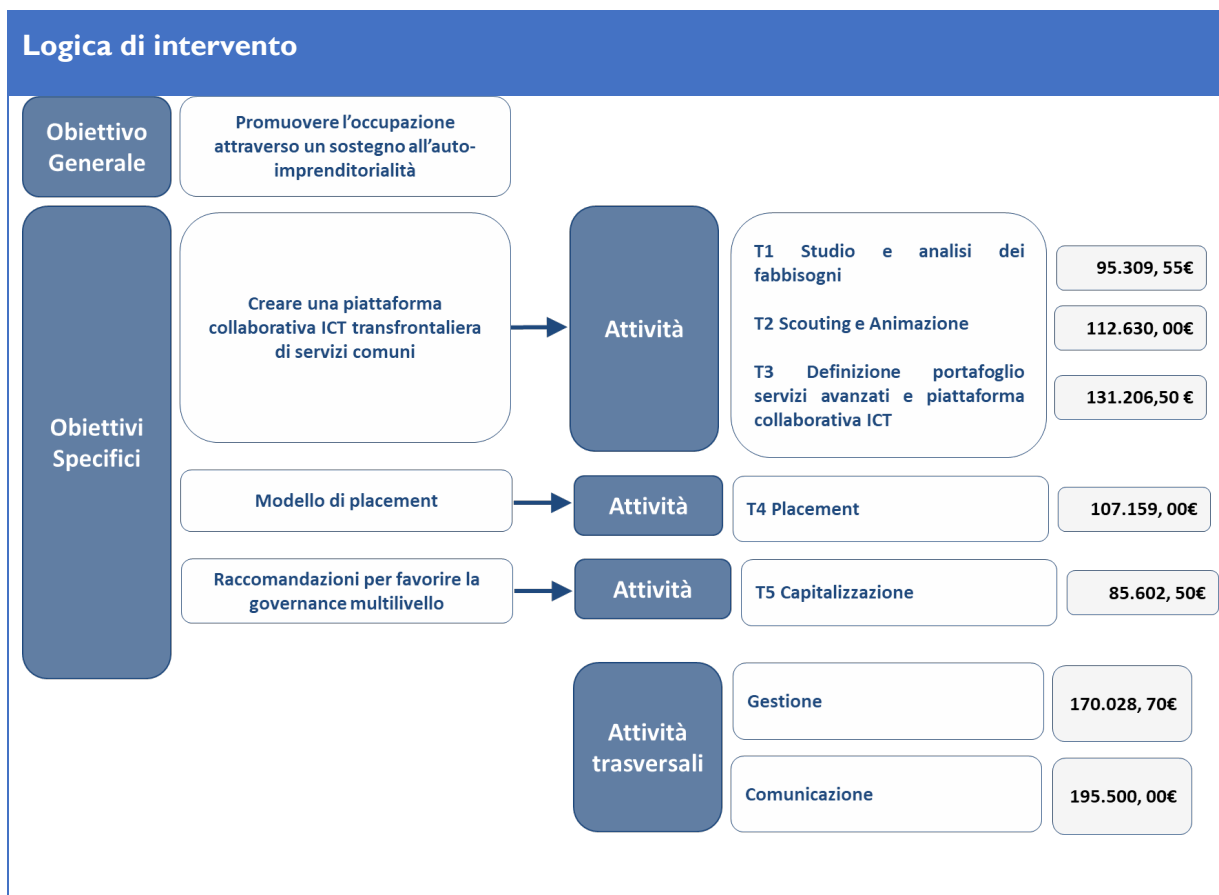 Logica di intervento
Obiettivo
Generale
Promuovere l’occupazione
attraverso un sostegno all’auto-
imprenditorialità
Obiettivi
Specifici
Creare una piattaforma
collaborativa ICT transfrontaliera
di servizi comuni
Attività
T1 Studio e analisi dei
fabbisogni
95.309, 55€
T2 Scouting e Animazione
112.630, 00€
T3 Definizione portafoglio
servizi avanzati e piattaforma
collaborativa ICT
131.206,50 €
Modello di placement
Attività
T4 Placement
107.159, 00€
Raccomandazioni per favorire la
governance multilivello
Attività
T5 Capitalizzazione
85.602, 50€
Attività
trasversali
Gestione
170.028, 70€
Comunicazione
195.500, 00€